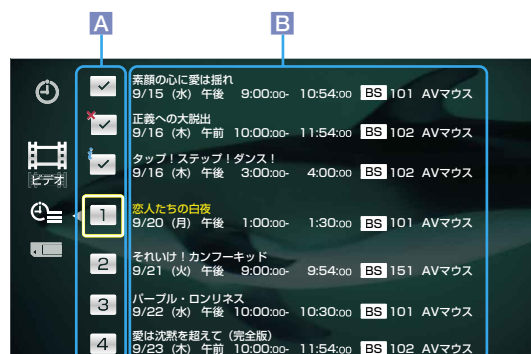 A
B
素顔の心に愛は揺れ
9/15 (水) 午後 9:00:00- 10:54:00 BS 101 AVマウス
正義への大脱出
9/16 (木) 午前 10:00:00- 11:54:00 BS 102 AVマウス
タップ！ステップ！ダンス！
9/16 (木) 午後 3:00:00- 4:00:00 BS 102 AVマウス
ビデオ
恋人たちの白夜
1 9/20 (月) 午後 1:00:00- 1:30:00 BS 101 AVマウス
それいけ！カンフーキッド
2 9/21 (火) 午後 9:00:00- 9:54:00 BS 151 AVマウス
パープル・ロンリネス
3 9/22 (水) 午後 10:00:00- 10:30:00 BS 101 AVマウス
愛は沈黙を超えて（完全版）
4 9/23 (木) 午前 10:00:00- 11:54:00 BS 102 AVマウス